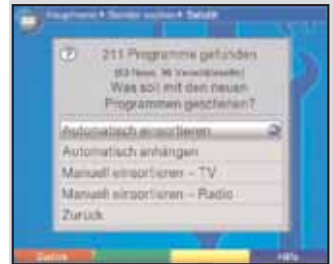 Hauptmenü > Sender suchen > Satellit
211 Programme gefunden
(63 Neue, 96 Verschlüsselte)
Was soll mit den neuen
Programmen geschehen?
Automatisch einsortieren
Automatisch anhängen
Manuell einsortieren – TV
Manuell einsortieren – Radio
Zurück
Zurück
Hilfe